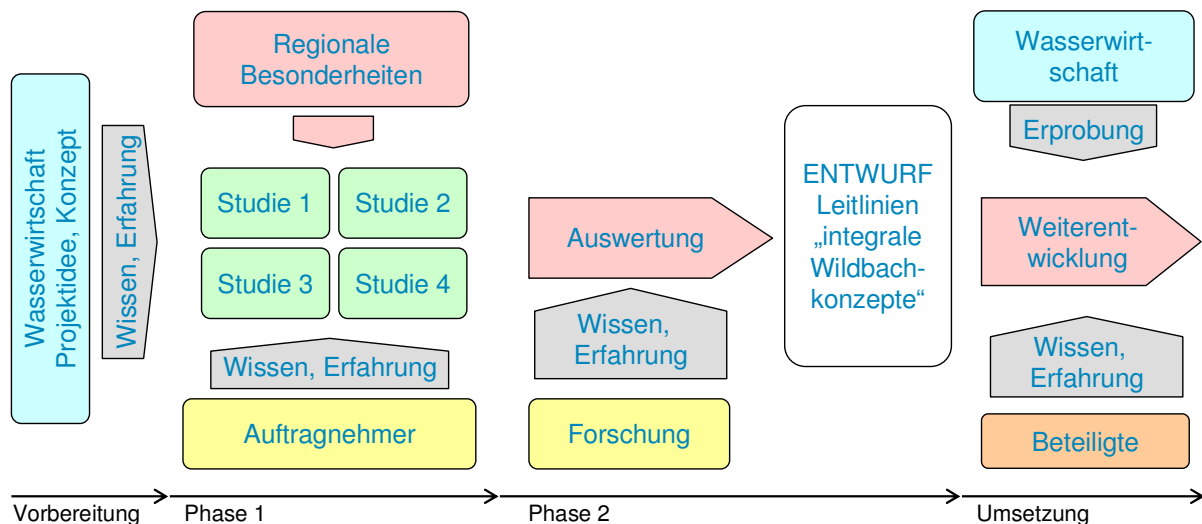 Wasserwirtschaft
Projektidee, Konzept
Wissen, Erfahrung
Regionale
Besonderheiten
Studie 1
Studie 2
Studie 3
Studie 4
Wissen, Erfahrung
Auftragnehmer
Auswertung
Wissen,
Erfahrung
Forschung
ENTWURF
Leitlinien
„integrale
Wildbach-
konzepte“
Wasserwirt-
schaft
Erprobung
Weiterent-
wicklung
Wissen,
Erfahrung
Beteiligte
Vorbereitung
Phase 1
Phase 2
Umsetzung